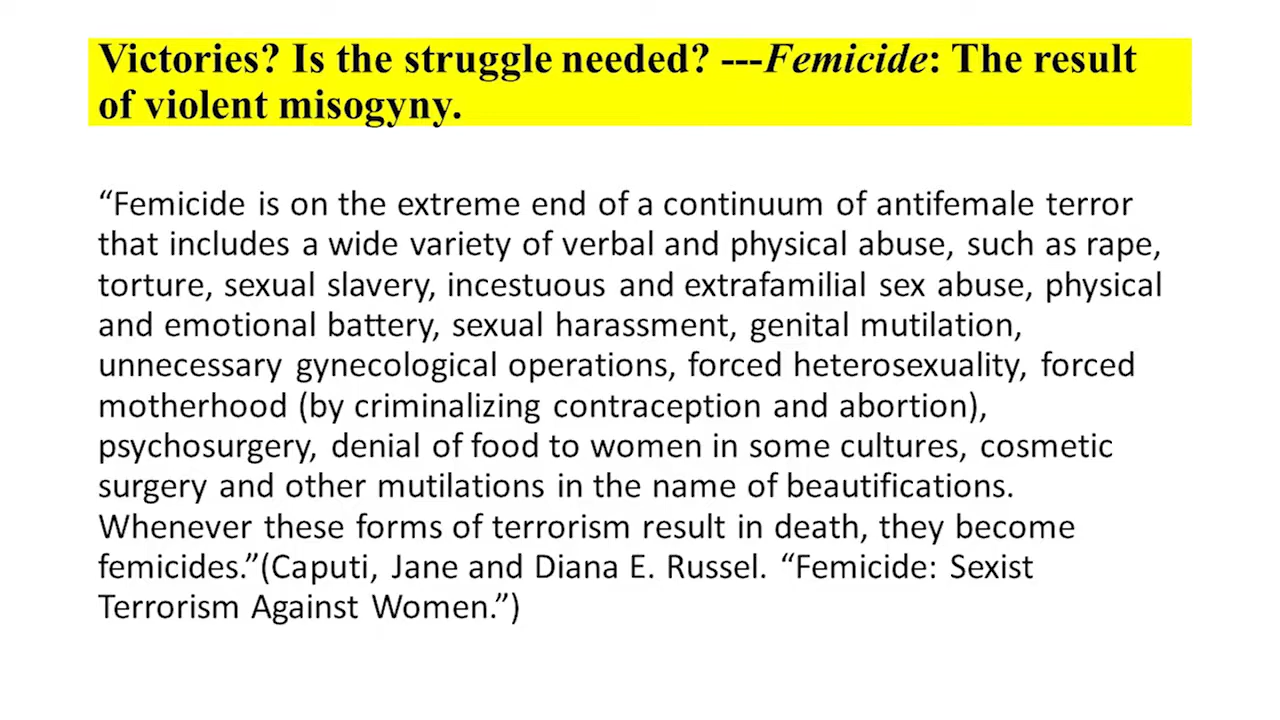 Victories? Is the struggle needed? ---Femicide: The result
of violent misogyny.
“Femicide is on the extreme end of a continuum of antifemale terror
that includes a wide variety of verbal and physical abuse, such as rape,
torture, sexual slavery, incestuous and extrafamilial sex abuse, physical
and emotional battery, sexual harassment, genital mutilation,
unnecessary gynecological operations, forced heterosexuality, forced
motherhood (by criminalizing contraception and abortion),
psychosurgery, denial of food to women in some cultures, cosmetic
surgery and other mutilations in the name of beautifications.
Whenever these forms of terrorism result in death, they become
femicides.”(Caputi, Jane and Diana E. Russel. “Femicide: Sexist
Terrorism Against Women.”)